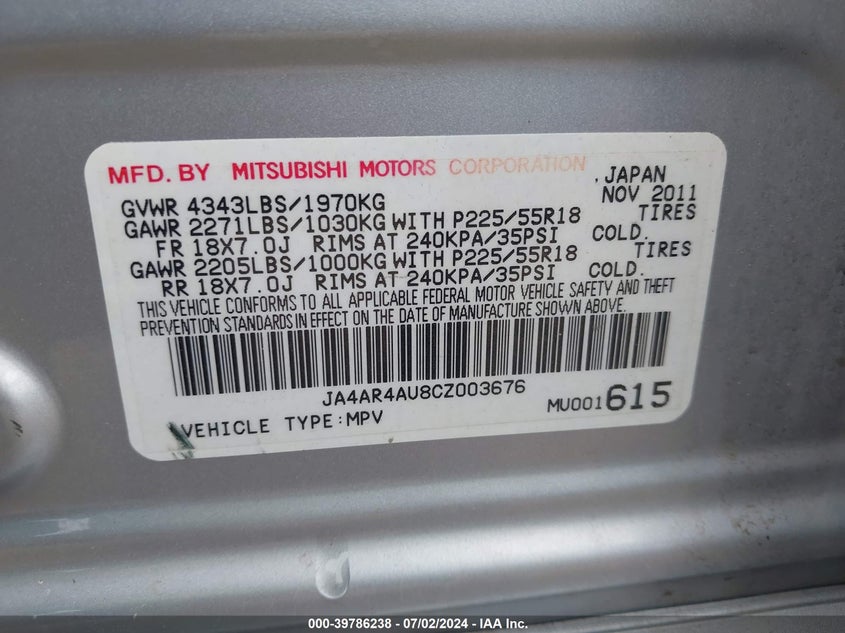 MFD. BY MITSUBISHI MOTORS CORPORATION , JAPAN
GVWR 4343LBS/1970KG NOV 2011
GAWR 2271LBS/1030KG WITH P225/55R18 TIRES
FR 18X7.0J RIMS AT 240KPA/35PSI COLD.
GAWR 2205LBS/1000KG WITH P225/55R18 TIRES
RR 18X7.0J RIMS AT 240KPA/35PSI COLD.
THIS VEHICLE CONFORMS TO ALL APPLICABLE FEDERAL MOTOR VEHICLE SAFETY AND THEFT
PREVENTION STANDARDS IN EFFECT ON THE DATE OF MANUFACTURE SHOWN ABOVE.
JA4AR4AU8CZ003676
VEHICLE TYPE:MPV MU001615
000-39786238 - 07/02/2024 - IAA Inc.